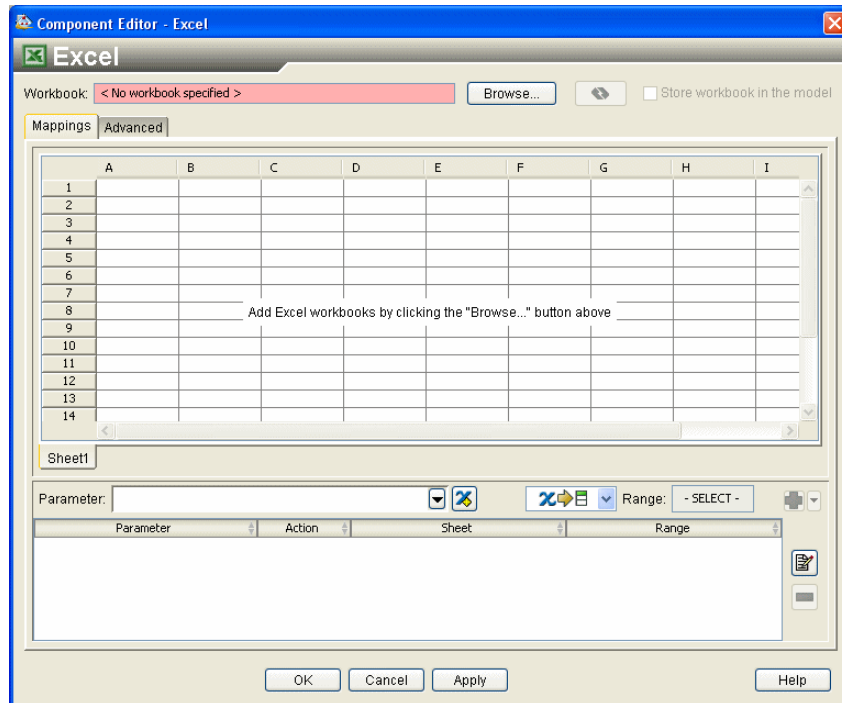 Component Editor - Excel
Excel
Workbook: < No workbook specified > Browse... Store workbook in the model
Mappings Advanced
A B C D E F G H I
1
2
3
4
5
6
7
8 Add Excel workbooks by clicking the "Browse..." button above
9
10
11
12
13
14
Sheet1
Parameter: Range: - SELECT -
Parameter Action Sheet Range
OK Cancel Apply Help